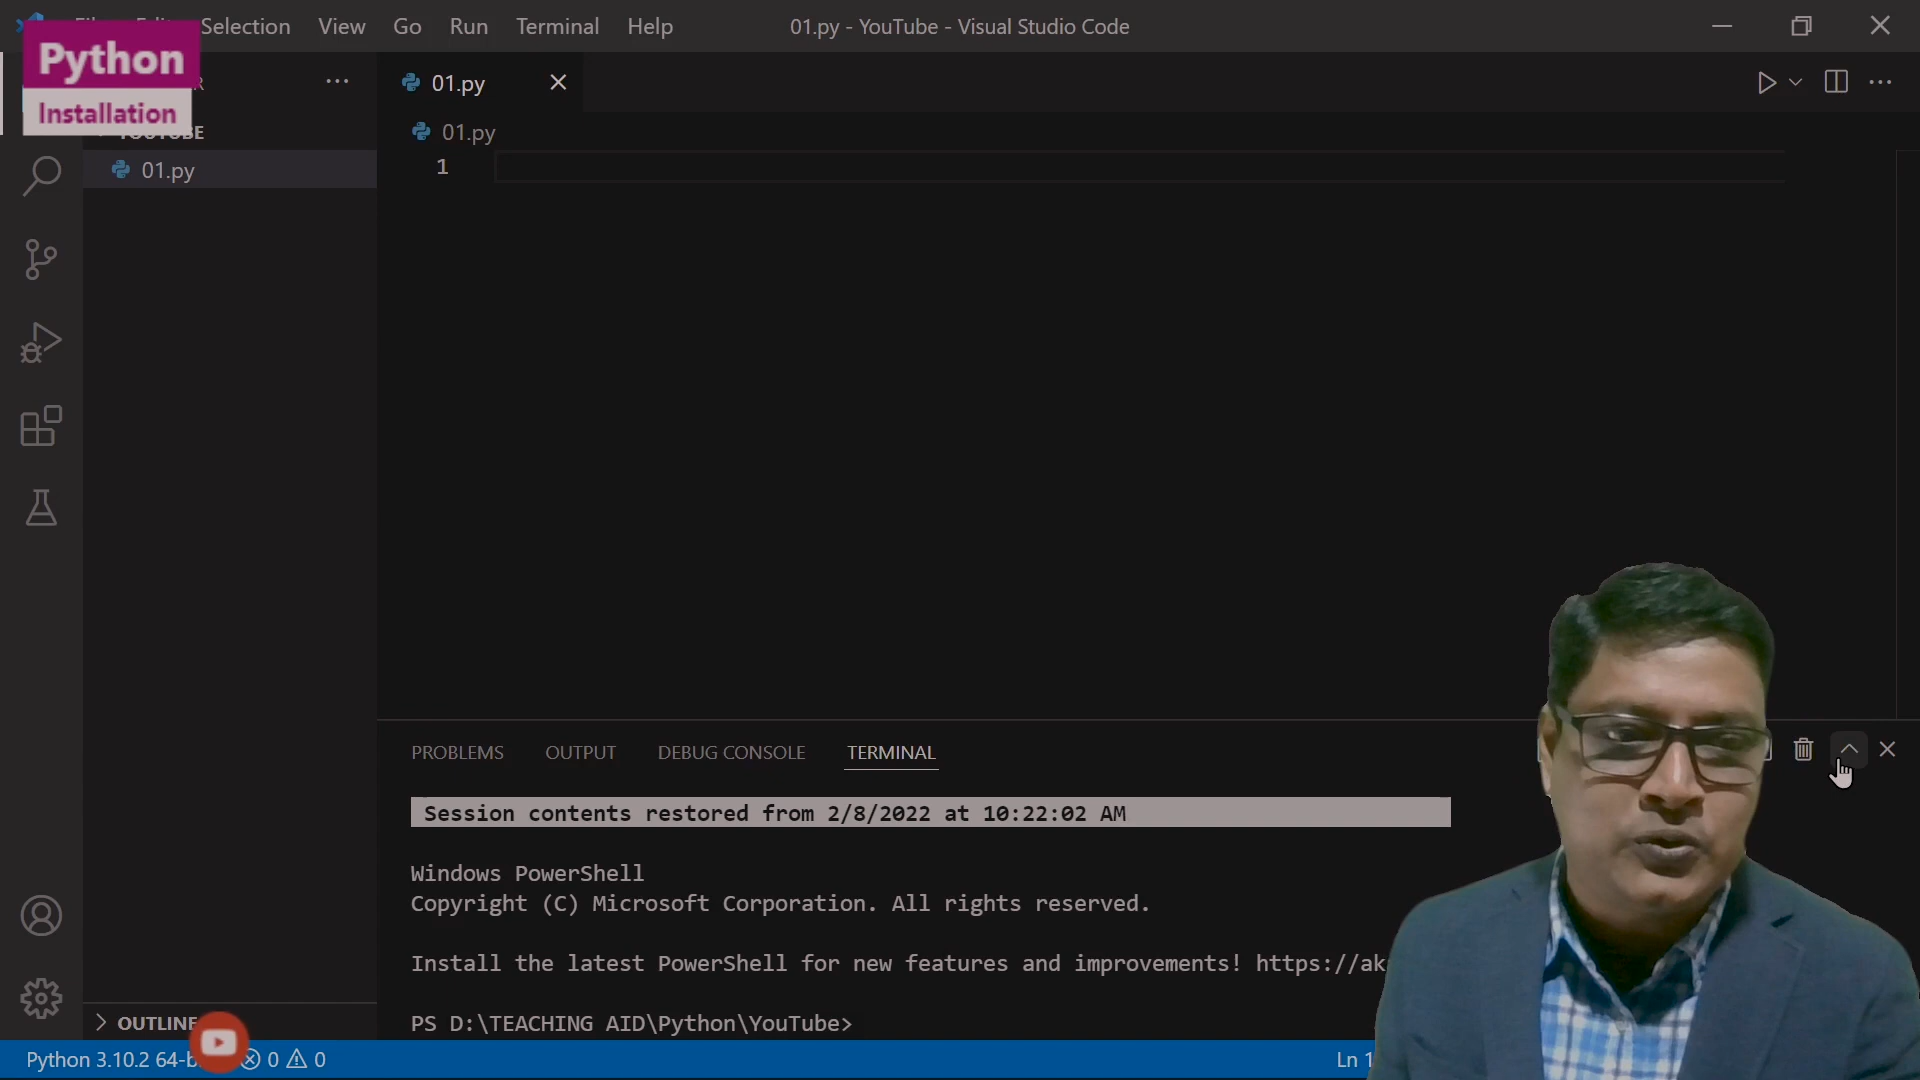 Selection View Go Run Terminal Help 01.py - YouTube - Visual Studio Code
Python
Installation
01.py
01.py
YOUTUBE
01.py
1
PROBLEMS OUTPUT DEBUG CONSOLE TERMINAL
Session contents restored from 2/8/2022 at 10:22:02 AM
Windows PowerShell
Copyright (C) Microsoft Corporation. All rights reserved.
Install the latest PowerShell for new features and improvements! https://ak
PS D:\TEACHING AID\Python\YouTube>
OUTLINE
Python 3.10.2 64-b 0 0 Ln 1